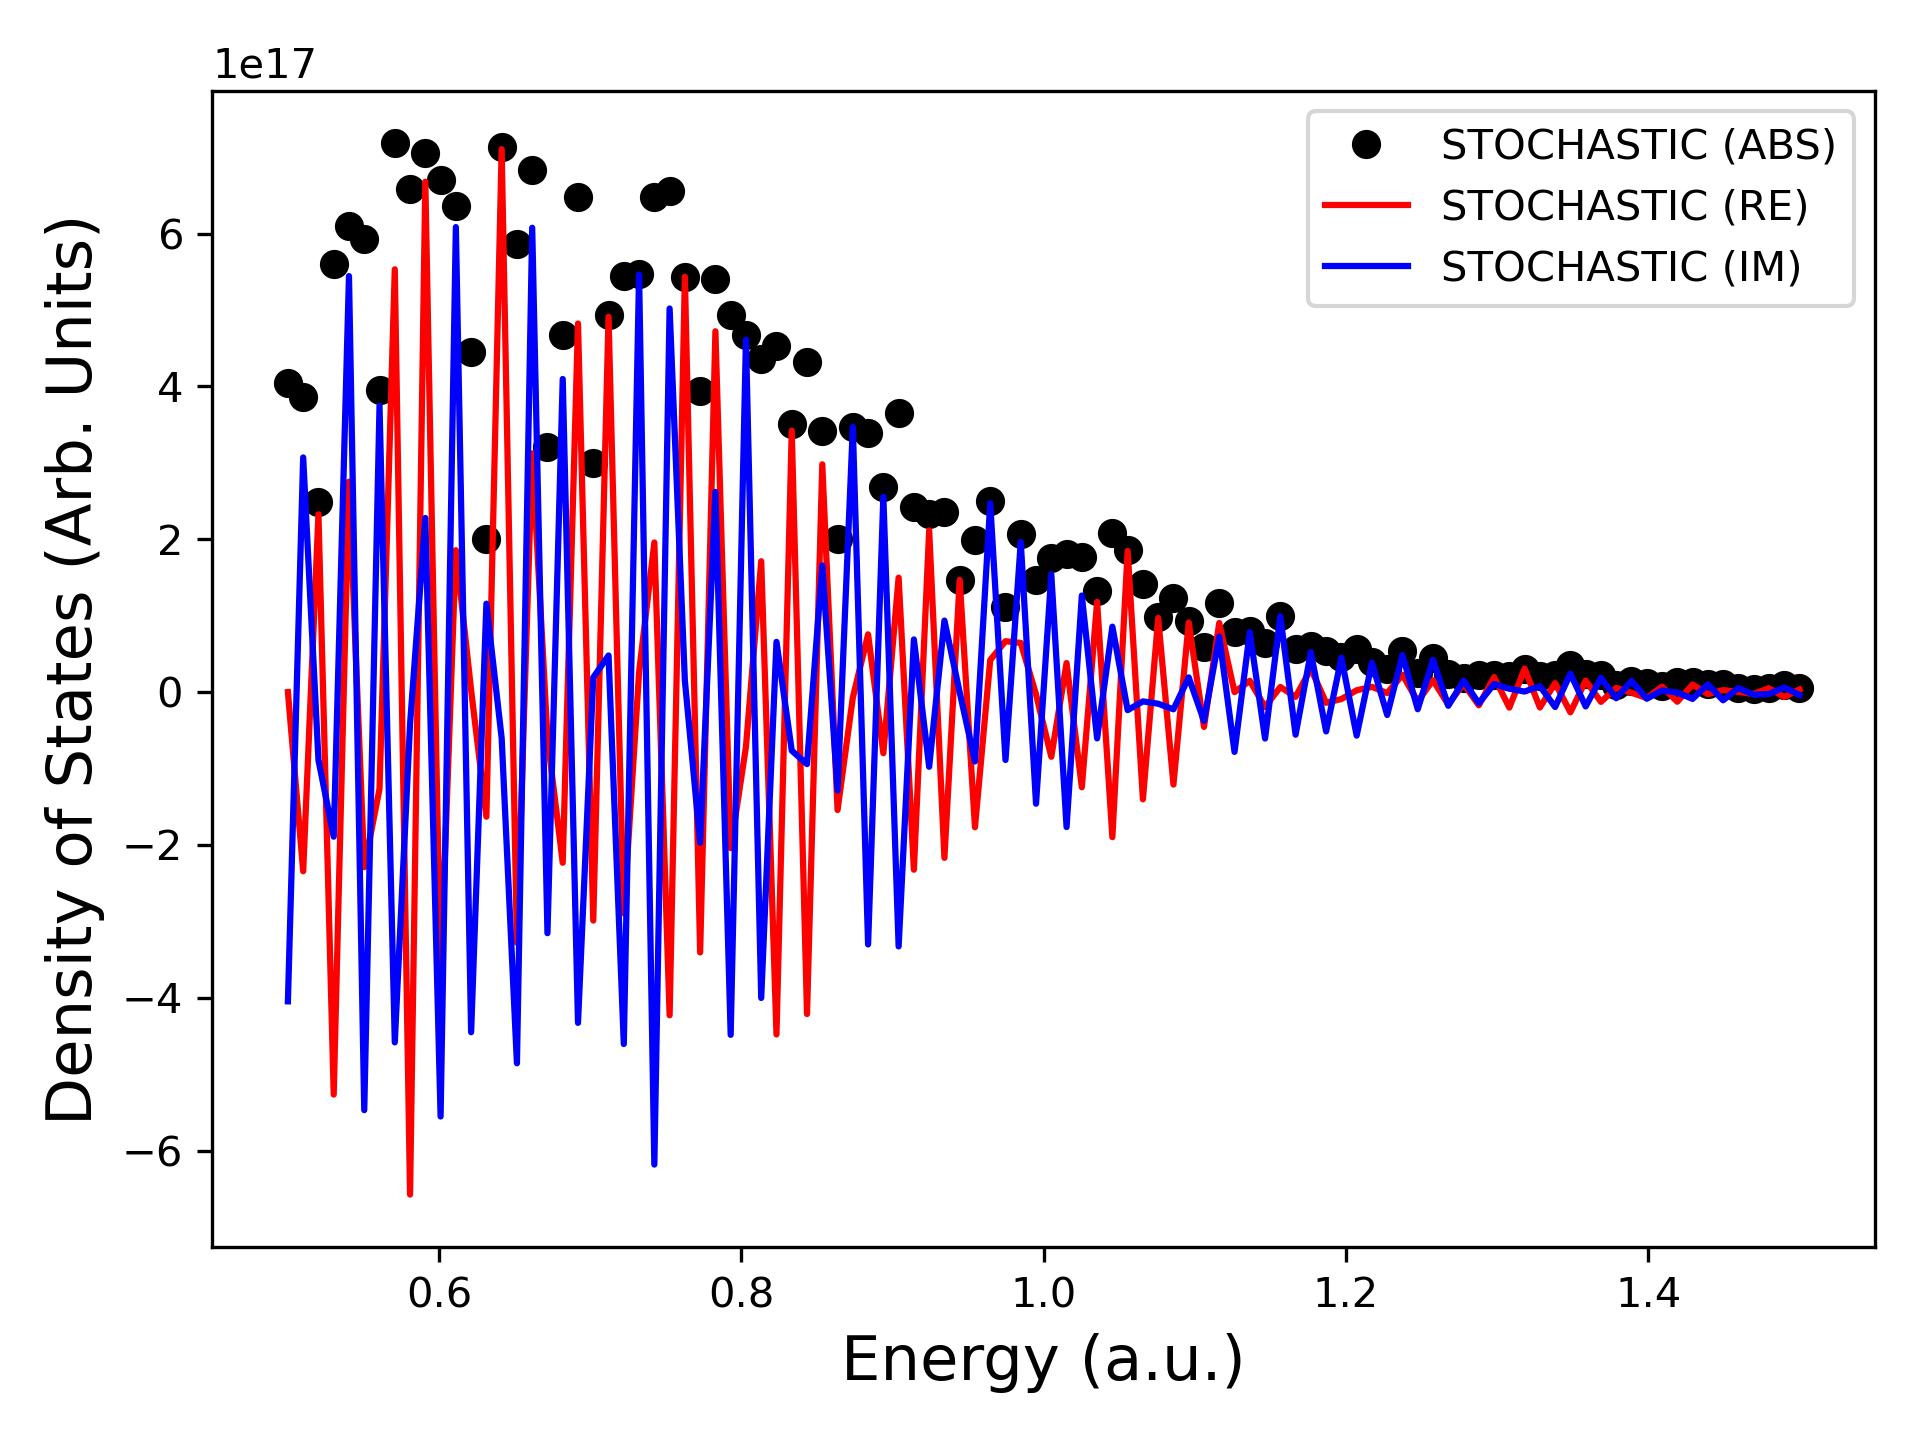 1e17
STOCHASTIC (ABS)
STOCHASTIC (RE)
STOCHASTIC (IM)
Density of States (Arb. Units)
6
4
2
0
−2
−4
−6
0.6 0.8 1.0 1.2 1.4
Energy (a.u.)